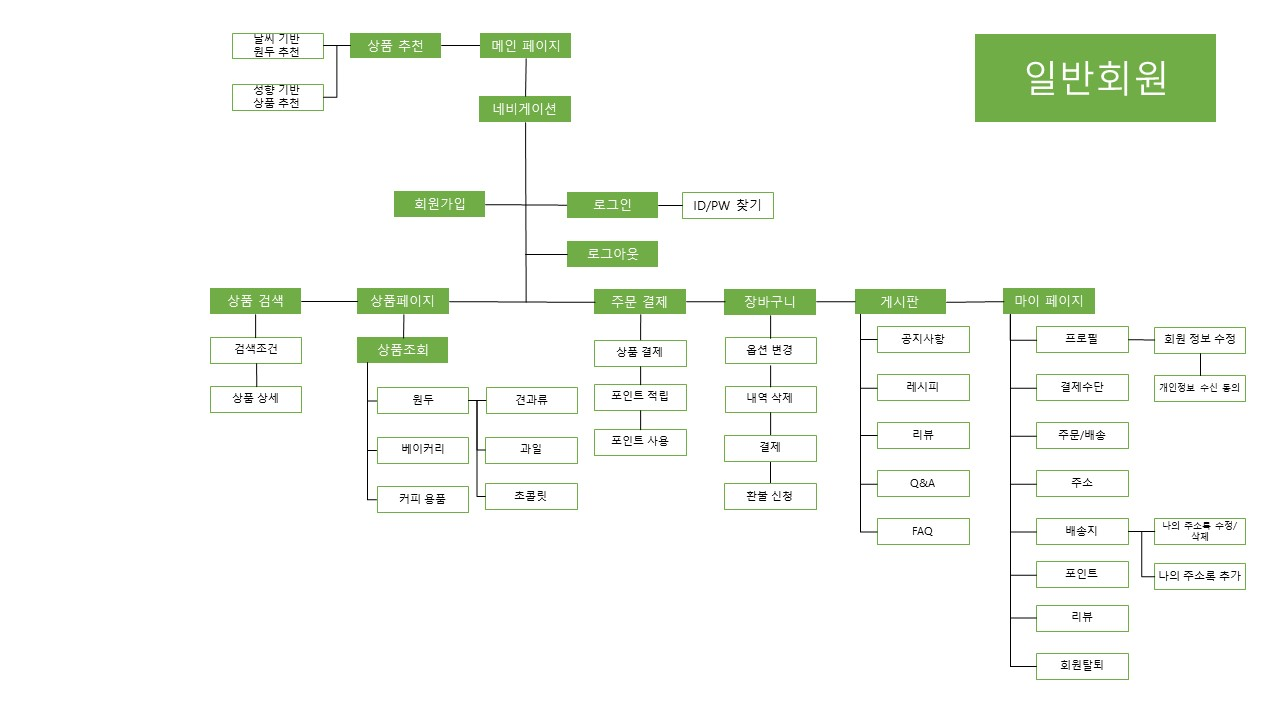 날씨 기반
원두 추천
상품 추천
메인 페이지
일반회원
성향 기반
상품 추천
네비게이션
회원가입
로그인
ID/PW 찾기
로그아웃
상품 검색
상품페이지
주문 결제
장바구니
게시판
마이 페이지
검색조건
상품 상세
상품조회
원두
견과류
베이커리
과일
커피 용품
초콜릿
상품 결제
포인트 적립
포인트 사용
옵션 변경
내역 삭제
결제
환불 신청
공지사항
레시피
리뷰
Q&A
FAQ
프로필
회원 정보 수정
결제수단
개인정보 수신 동의
주문/배송
주소
배송지
나의 주소록 수정/
삭제
포인트
나의 주소록 추가
리뷰
회원탈퇴